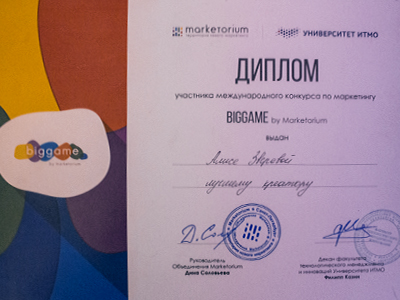 marketorium
УНИВЕРСИТЕТ ИТМО
ДИПЛОМ
участника международного конкурса по маркетингу
BIGGAME by Marketorium
выдан
Алисе Зверевой
лучшему креатору
biggame
by marketorium
Руководитель
Объединения Marketorium
Дина Соловьева
Декан факультета
технологического менеджмента
и инноваций Университета ИТМО
Филипп Казин